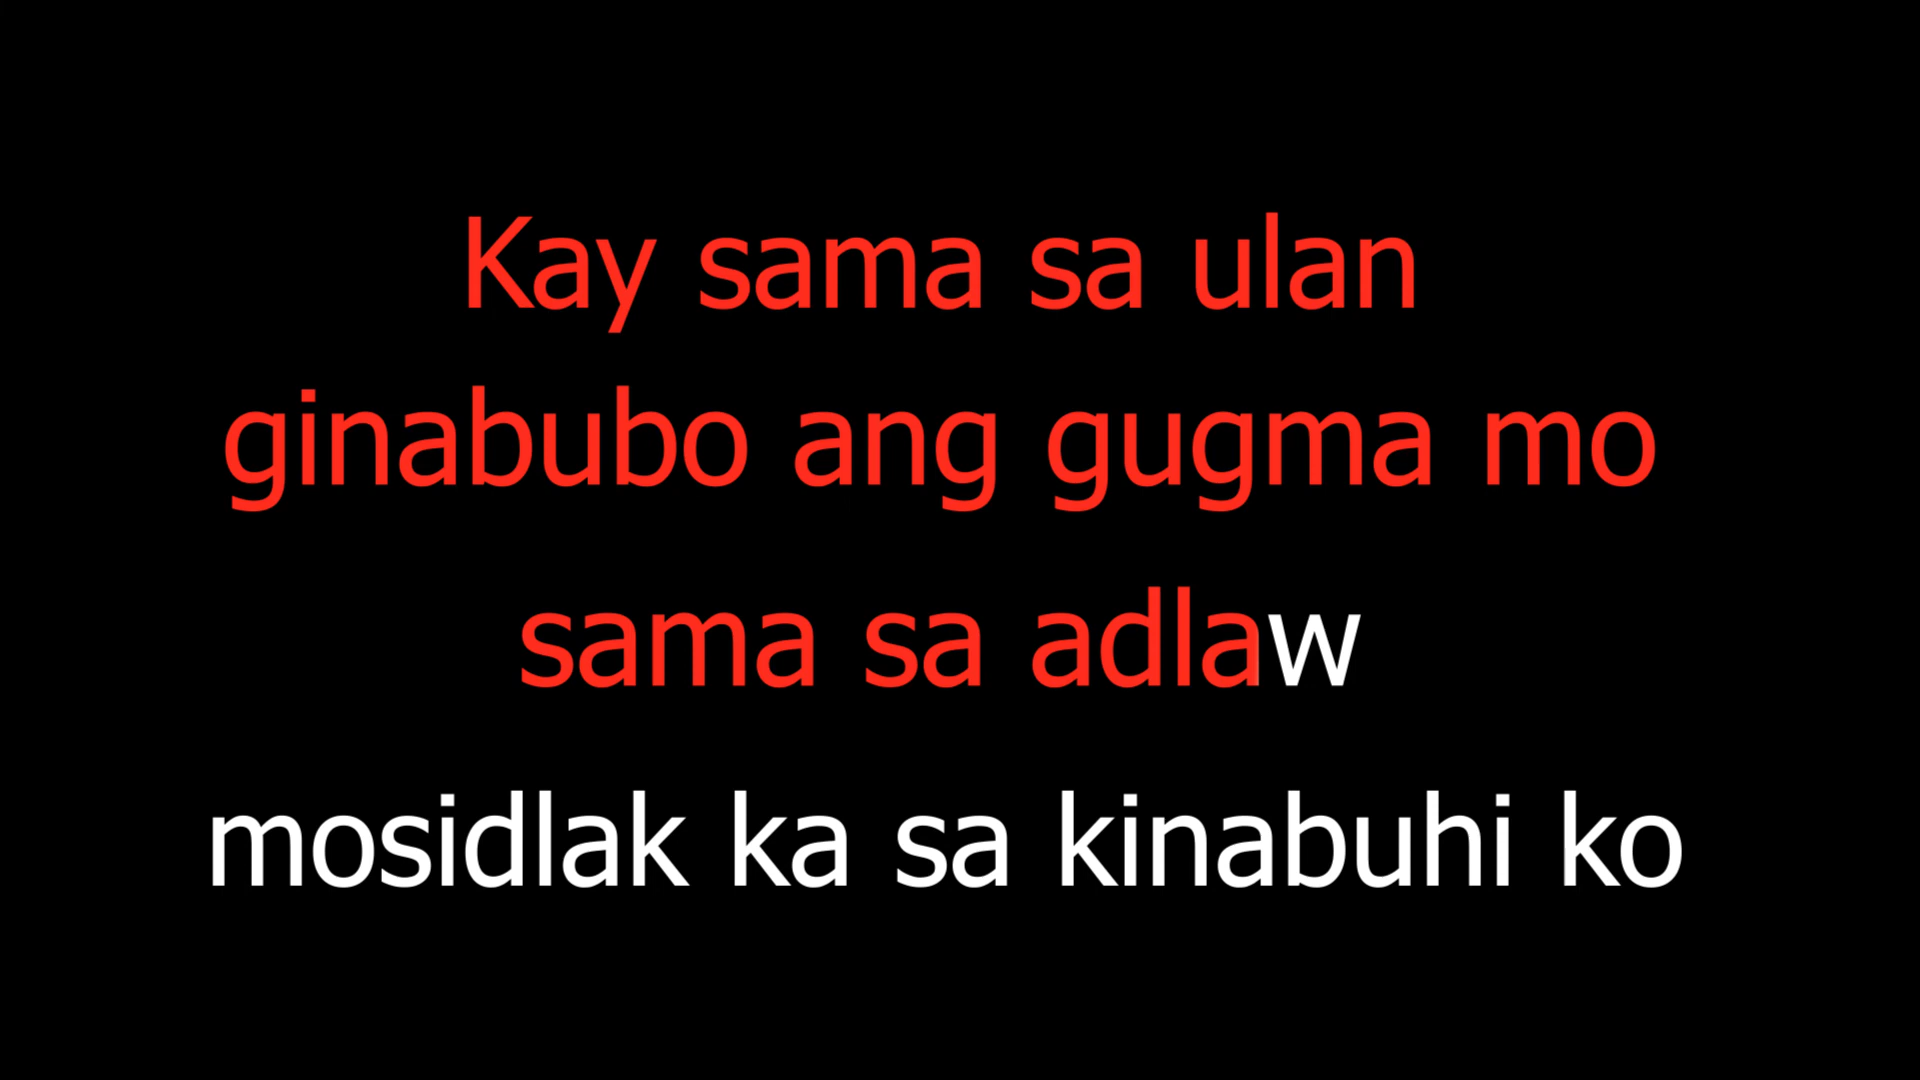 Kay sama sa ulan
ginabubo ang gugma mo
sama sa adlaw
mosidlak ka sa kinabuhi ko